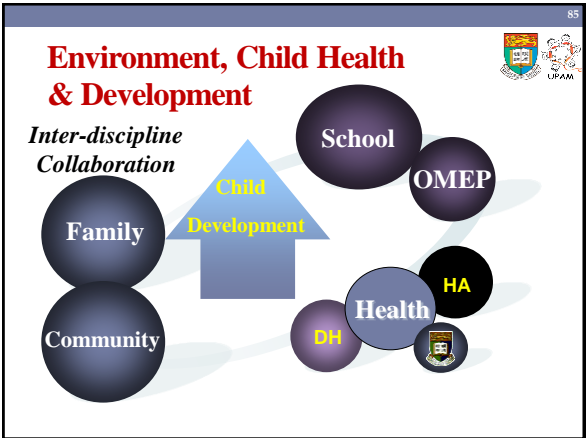 85
Environment, Child Health
& Development
UPAM
Inter-discipline
Collaboration
Child
Development
School
OMEP
Family
Community
Health
HA
DH